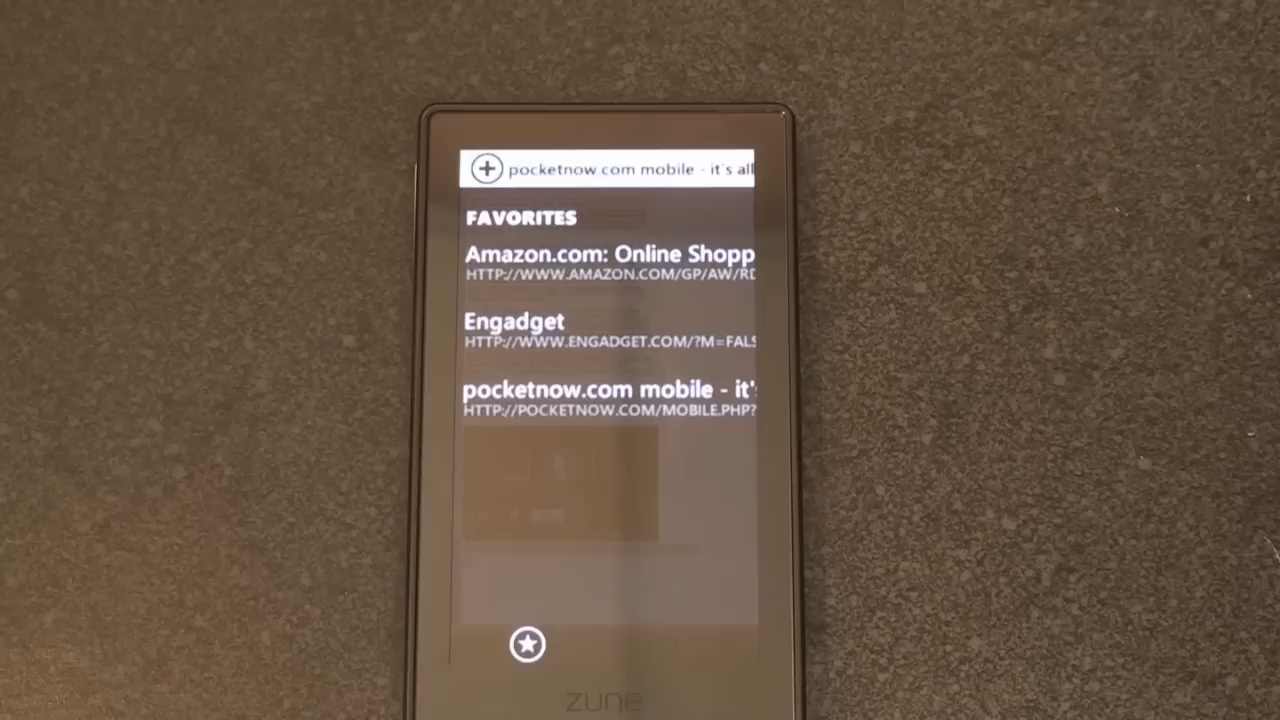 pocketnow.com mobile - it's all
FAVORITES
Amazon.com: Online Shopp
HTTP://WWW.AMAZON.COM/GP/AW/RD
Engadget
HTTP://WWW.ENGADGET.COM/?M=FALS
pocketnow.com mobile - it's
HTTP://POCKETNOW.COM/MOBILE.PHP?
zune